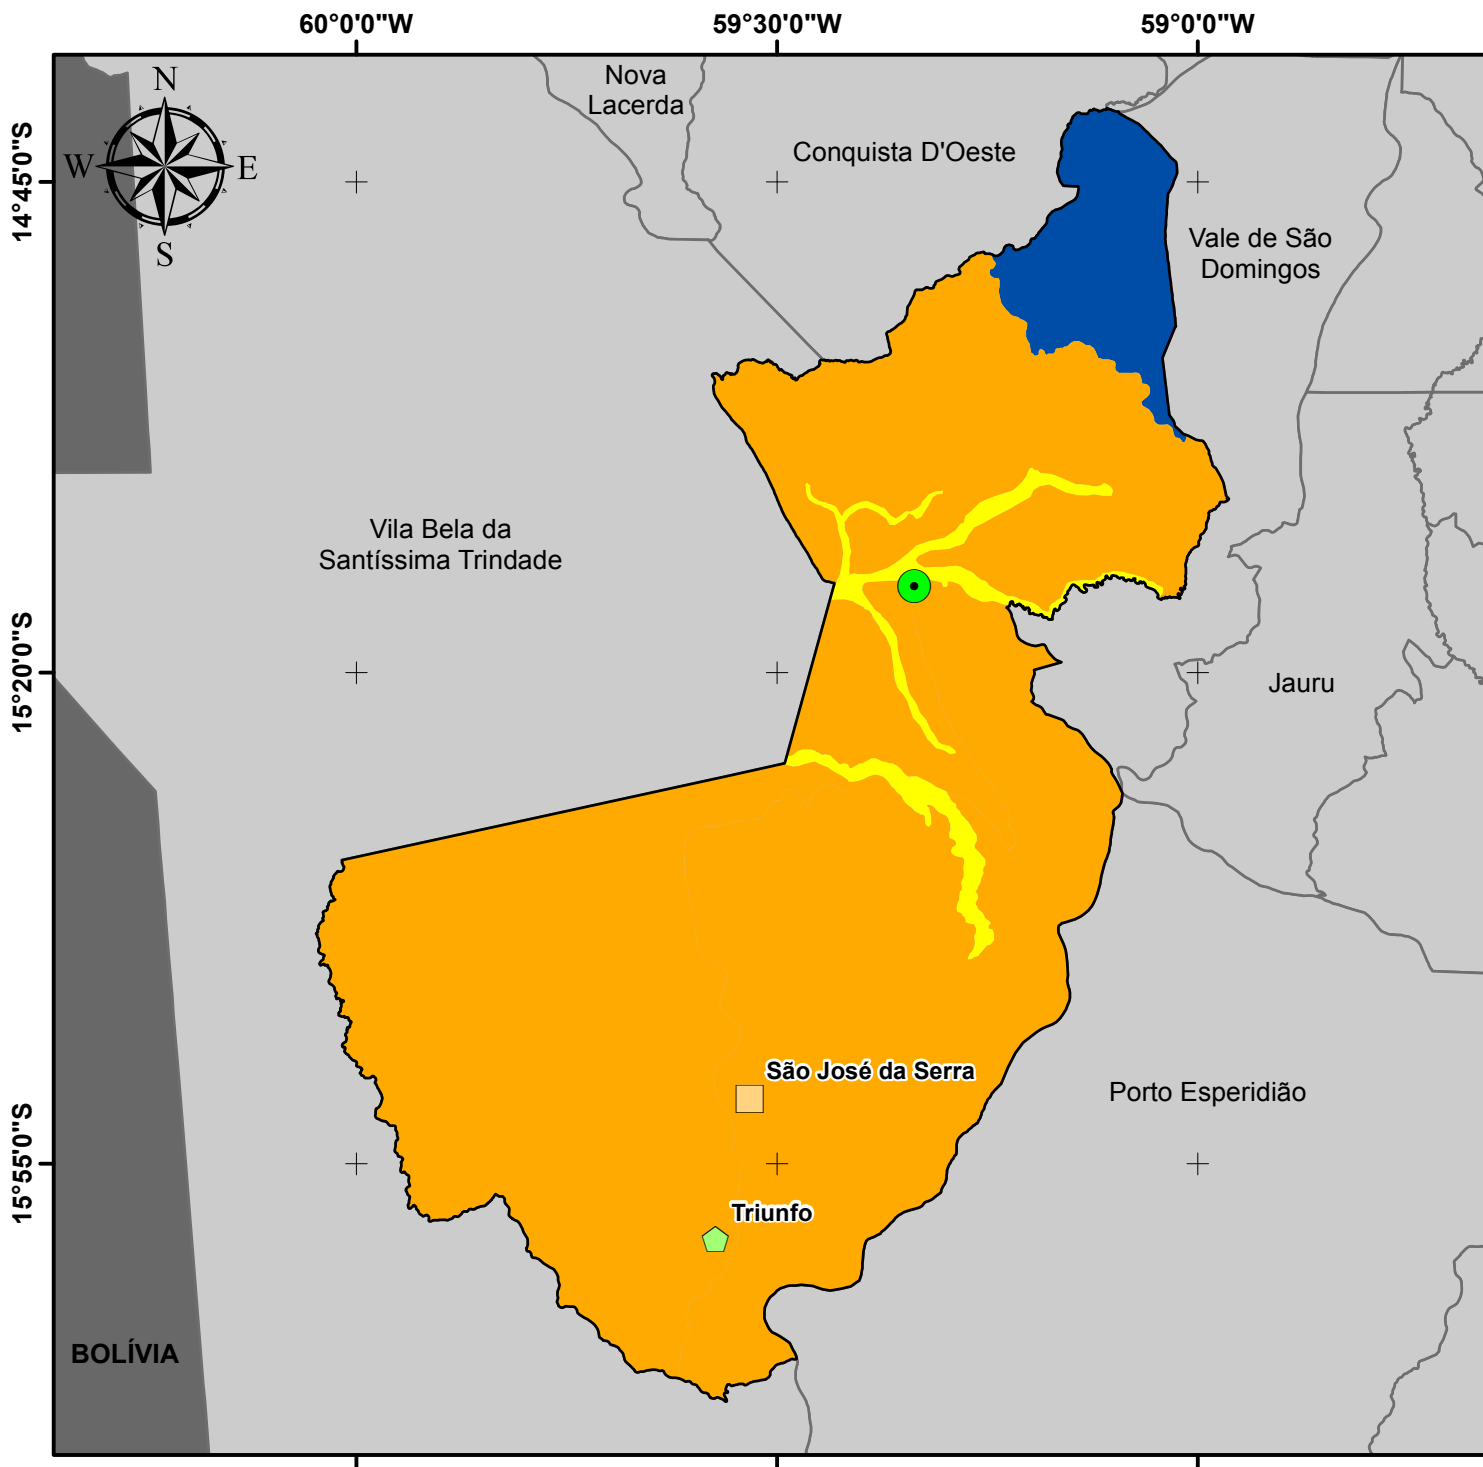 60°0'0"W
59°30'0"W
59°0'0"W
14°45'0"S
15°20'0"S
15°55'0"S
N
W
E
S
Nova
Lacerda
Conquista D'Oeste
Vale de São
Domingos
Vila Bela da
Santíssima Trindade
Jauru
São José da Serra
Porto Esperidião
Triunfo
BOLÍVIA